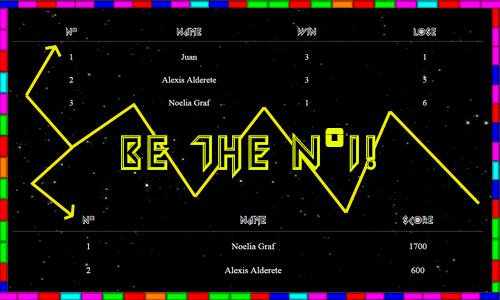 Nº NAME WIN LOSE
1 Juan 3 1
2 Alexis Alderete 3 5
3 Noelia Graf 1 6
BE THE Nº1!
Nº NAME SCORE
1 Noelia Graf 1700
2 Alexis Alderete 600